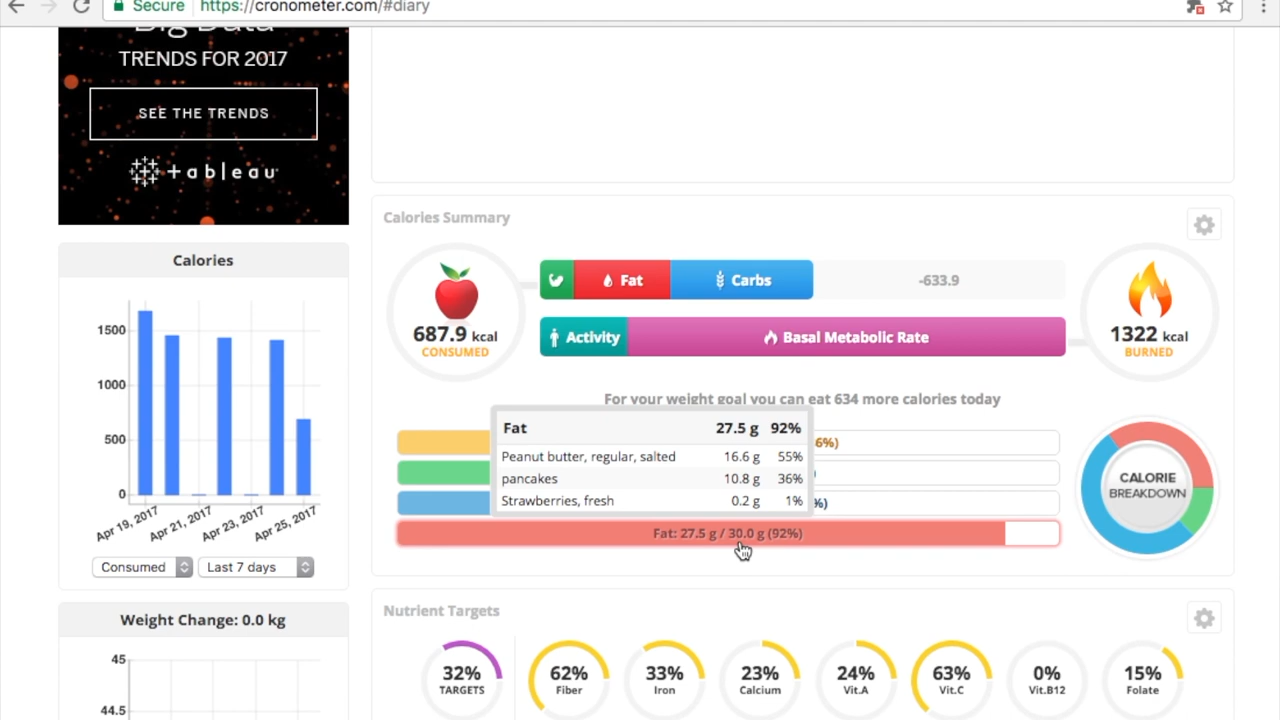 Secure https://cronometer.com/#diary
Big Data
TRENDS FOR 2017
SEE THE TRENDS
+ a b l e a u
Calories
1500
1000
500
0
Apr 19, 2017
Apr 21, 2017
Apr 23, 2017
Apr 25, 2017
Consumed
Last 7 days
Weight Change: 0.0 kg
45
44.5
Calories Summary
687.9 kcal
CONSUMED
Fat
Carbs
-633.9
Activity
Basal Metabolic Rate
1322 kcal
BURNED
For your weight goal you can eat 634 more calories today
Fat 27.5 g 92%
Peanut butter, regular, salted 16.6 g 55%
pancakes 10.8 g 36%
Strawberries, fresh 0.2 g 1%
6%)
%)
Fat: 27.5 g / 30.0 g (92%)
CALORIE
BREAKDOWN
Nutrient Targets
32%
TARGETS
62%
Fiber
33%
Iron
23%
Calcium
24%
Vit.A
63%
Vit.C
0%
Vit.B12
15%
Folate